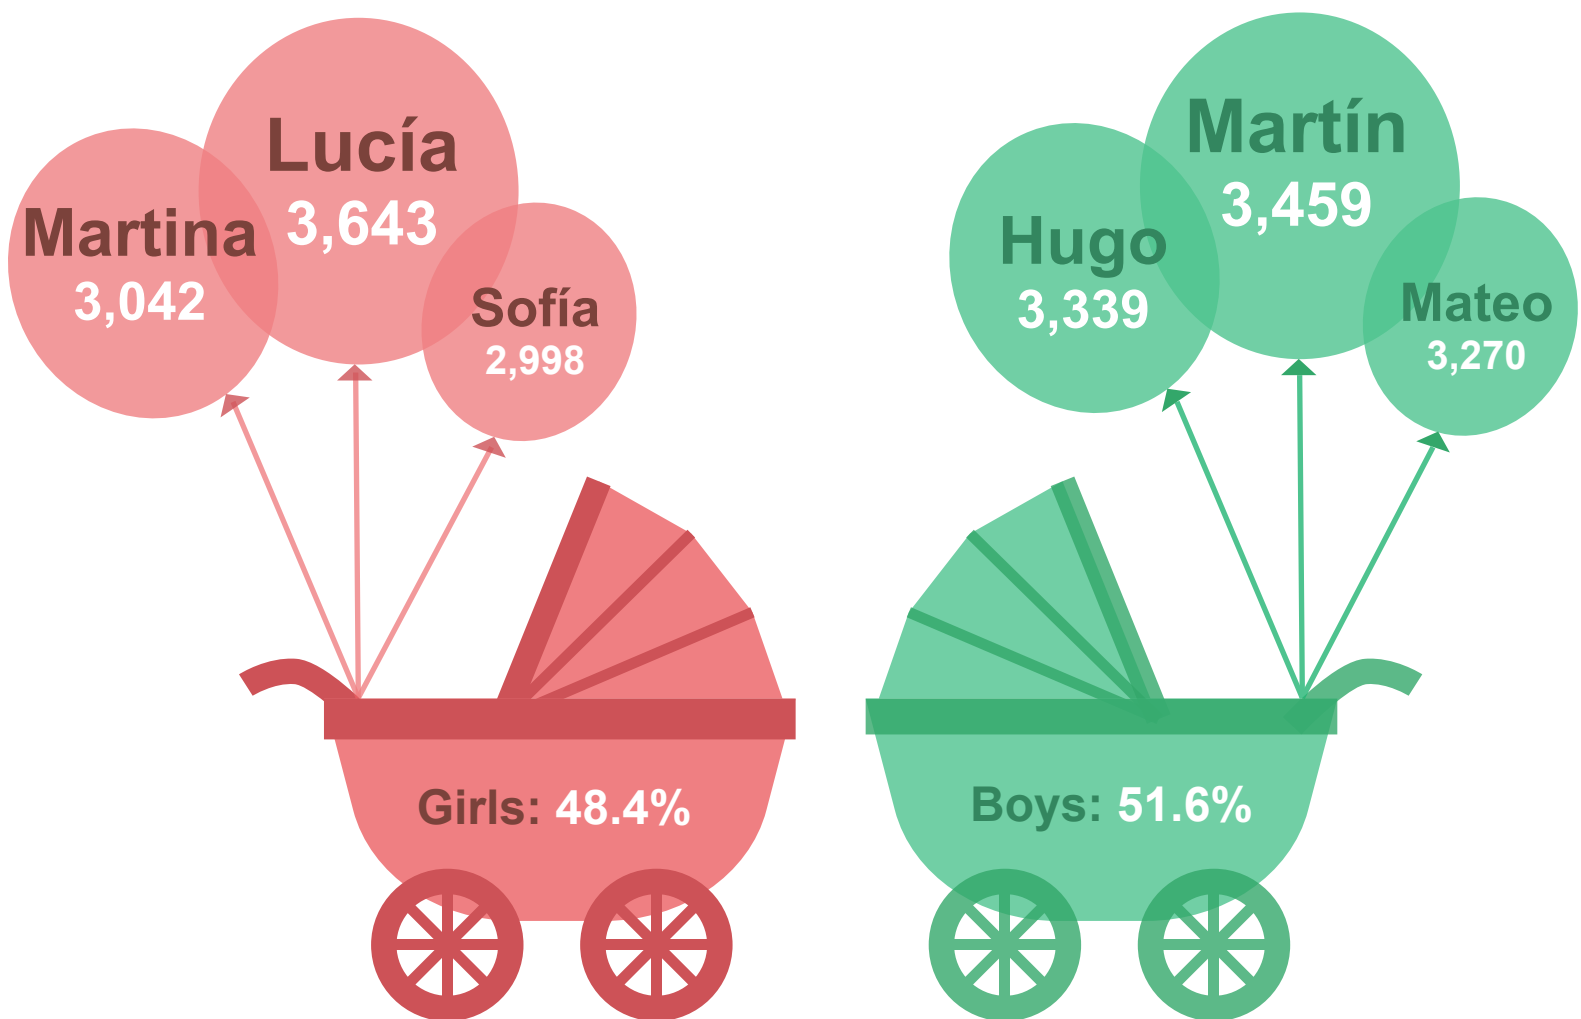 Martina
3,042
Lucía
3,643
Sofía
2,998
Girls: 48.4%
Hugo
3,339
Martín
3,459
Mateo
3,270
Boys: 51.6%